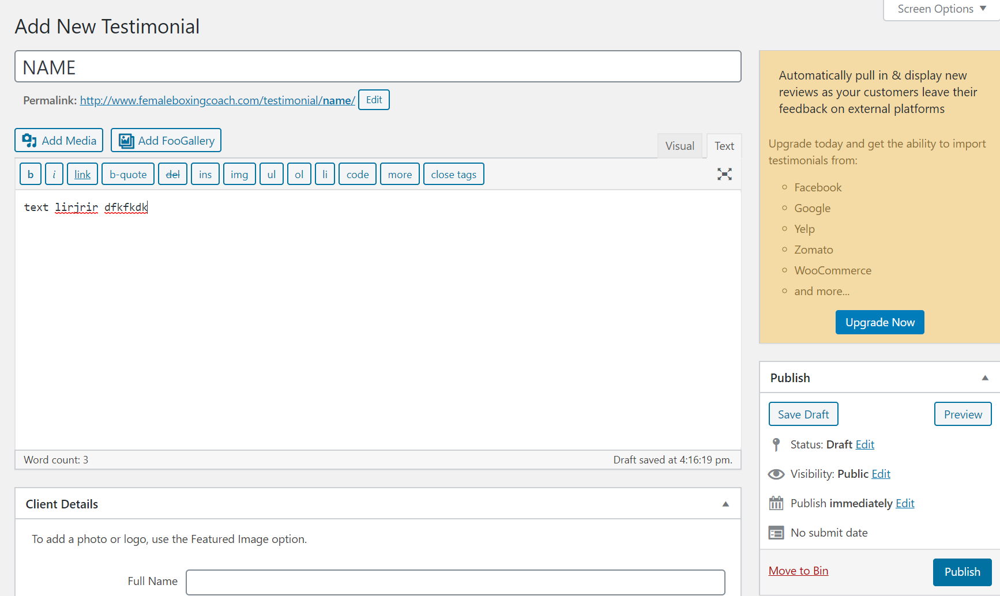 Screen Options
Add New Testimonial
NAME
Permalink: http://www.femaleboxingcoach.com/testimonial/name/ Edit
Add Media Add FooGallery
Visual Text
b i link b-quote del ins img ul ol li code more close tags
text lirjrir dfkfkdk
Word count: 3 Draft saved at 4:16:19 pm.
Client Details
To add a photo or logo, use the Featured Image option.
Full Name
Automatically pull in & display new
reviews as your customers leave their
feedback on external platforms
Upgrade today and get the ability to import
testimonials from:
Facebook
Google
Yelp
Zomato
WooCommerce
and more...
Upgrade Now
Publish
Save Draft Preview
Status: Draft Edit
Visibility: Public Edit
Publish immediately Edit
No submit date
Move to Bin Publish